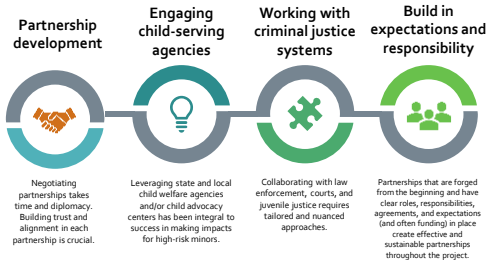 Partnership
development
Negotiating
partnerships takes
time and diplomacy.
Building trust and
alignment in each
partnership is crucial.
Engaging
child-serving
agencies
Leveraging state and local
child welfare agencies
and/or child advocacy
centers has been integral to
success in making impacts
for high-risk minors.
Working with
criminal justice
systems
Collaborating with law
enforcement, courts, and
juvenile justice requires
tailored and nuanced
approaches.
Build in
expectations and
responsibility
Partnerships that are forged
from the beginning and have
clear roles, responsibilities,
agreements, and expectations
(and often funding) in place
create effective and
sustainable partnerships
throughout the project.